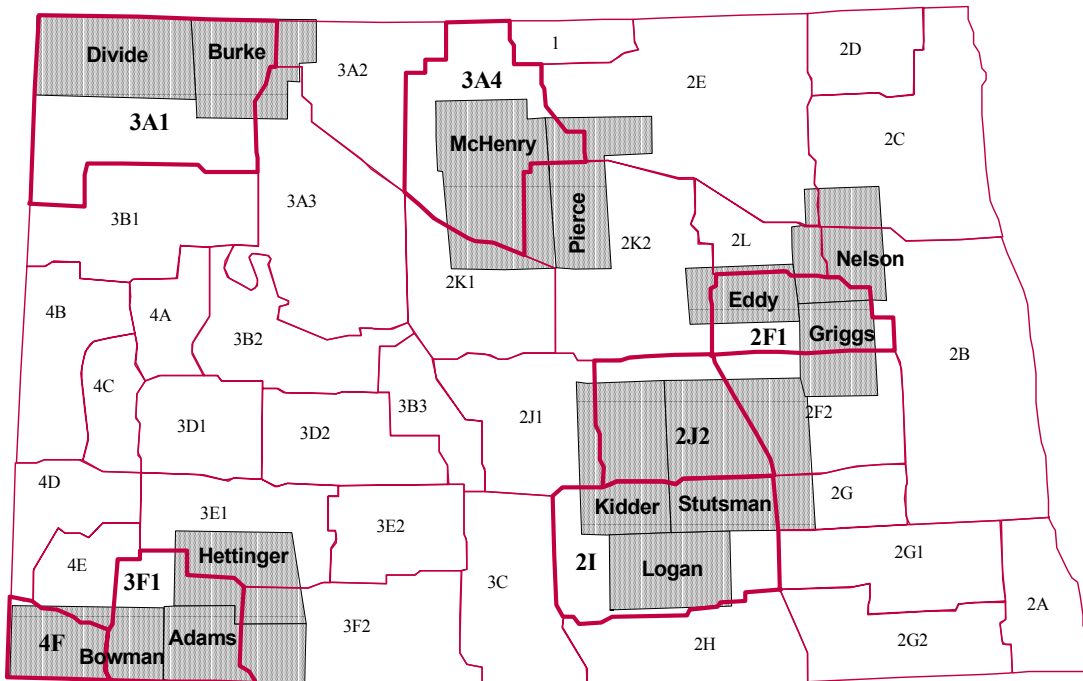 1
2D
Divide
Burke
3A2
3A4
2E
3A1
McHenry
2C
3A3
3B1
Pierce
2L
2K2
Nelson
2K1
Eddy
4B
4A
2F1
Griggs
3B2
2B
4C
3B3
2J1
2F2
3D1
3D2
2J2
4D
Kidder
Stutsman
2G
3E1
3E2
Hettinger
2G1
4E
3F1
2I
Logan
3C
2A
4F
Adams
Bowman
3F2
2H
2G2